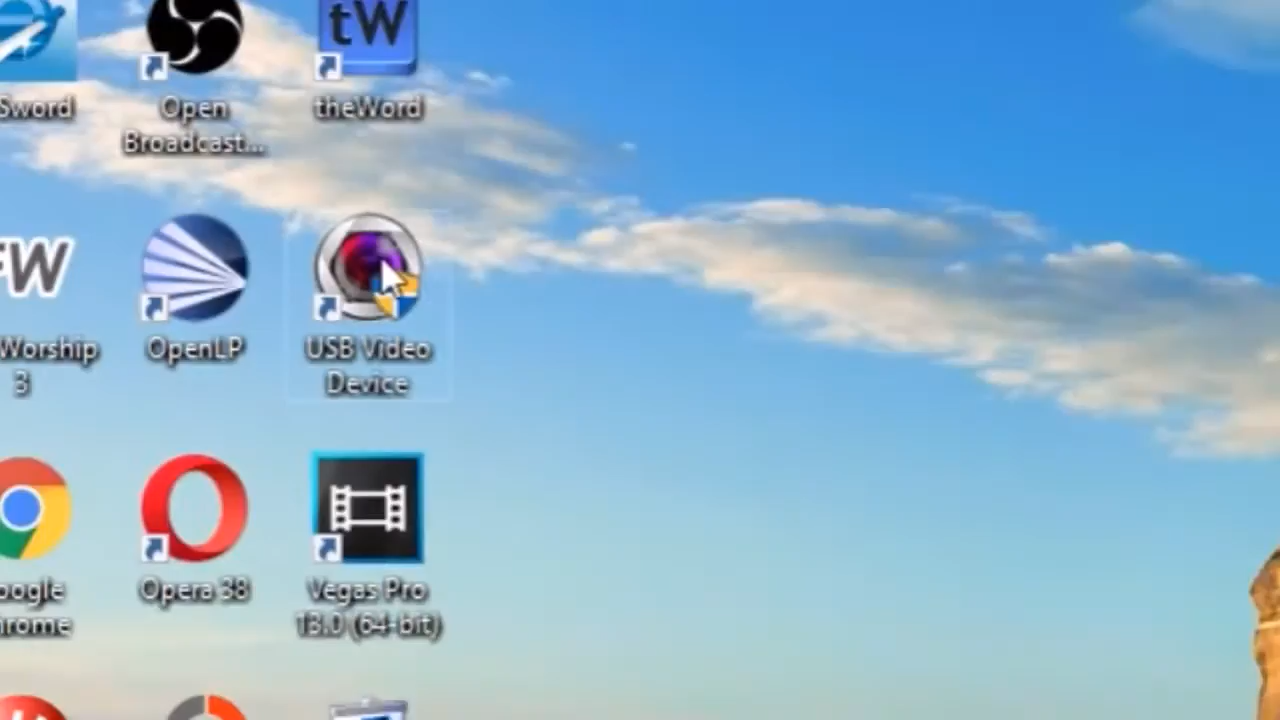 tW
Sword
Open
Broadcast...
theWord
FW
Worship
3
OpenLP
USB Video
Device
oogle
hrome
Opera 38
Vegas Pro
13.0 (64-bit)